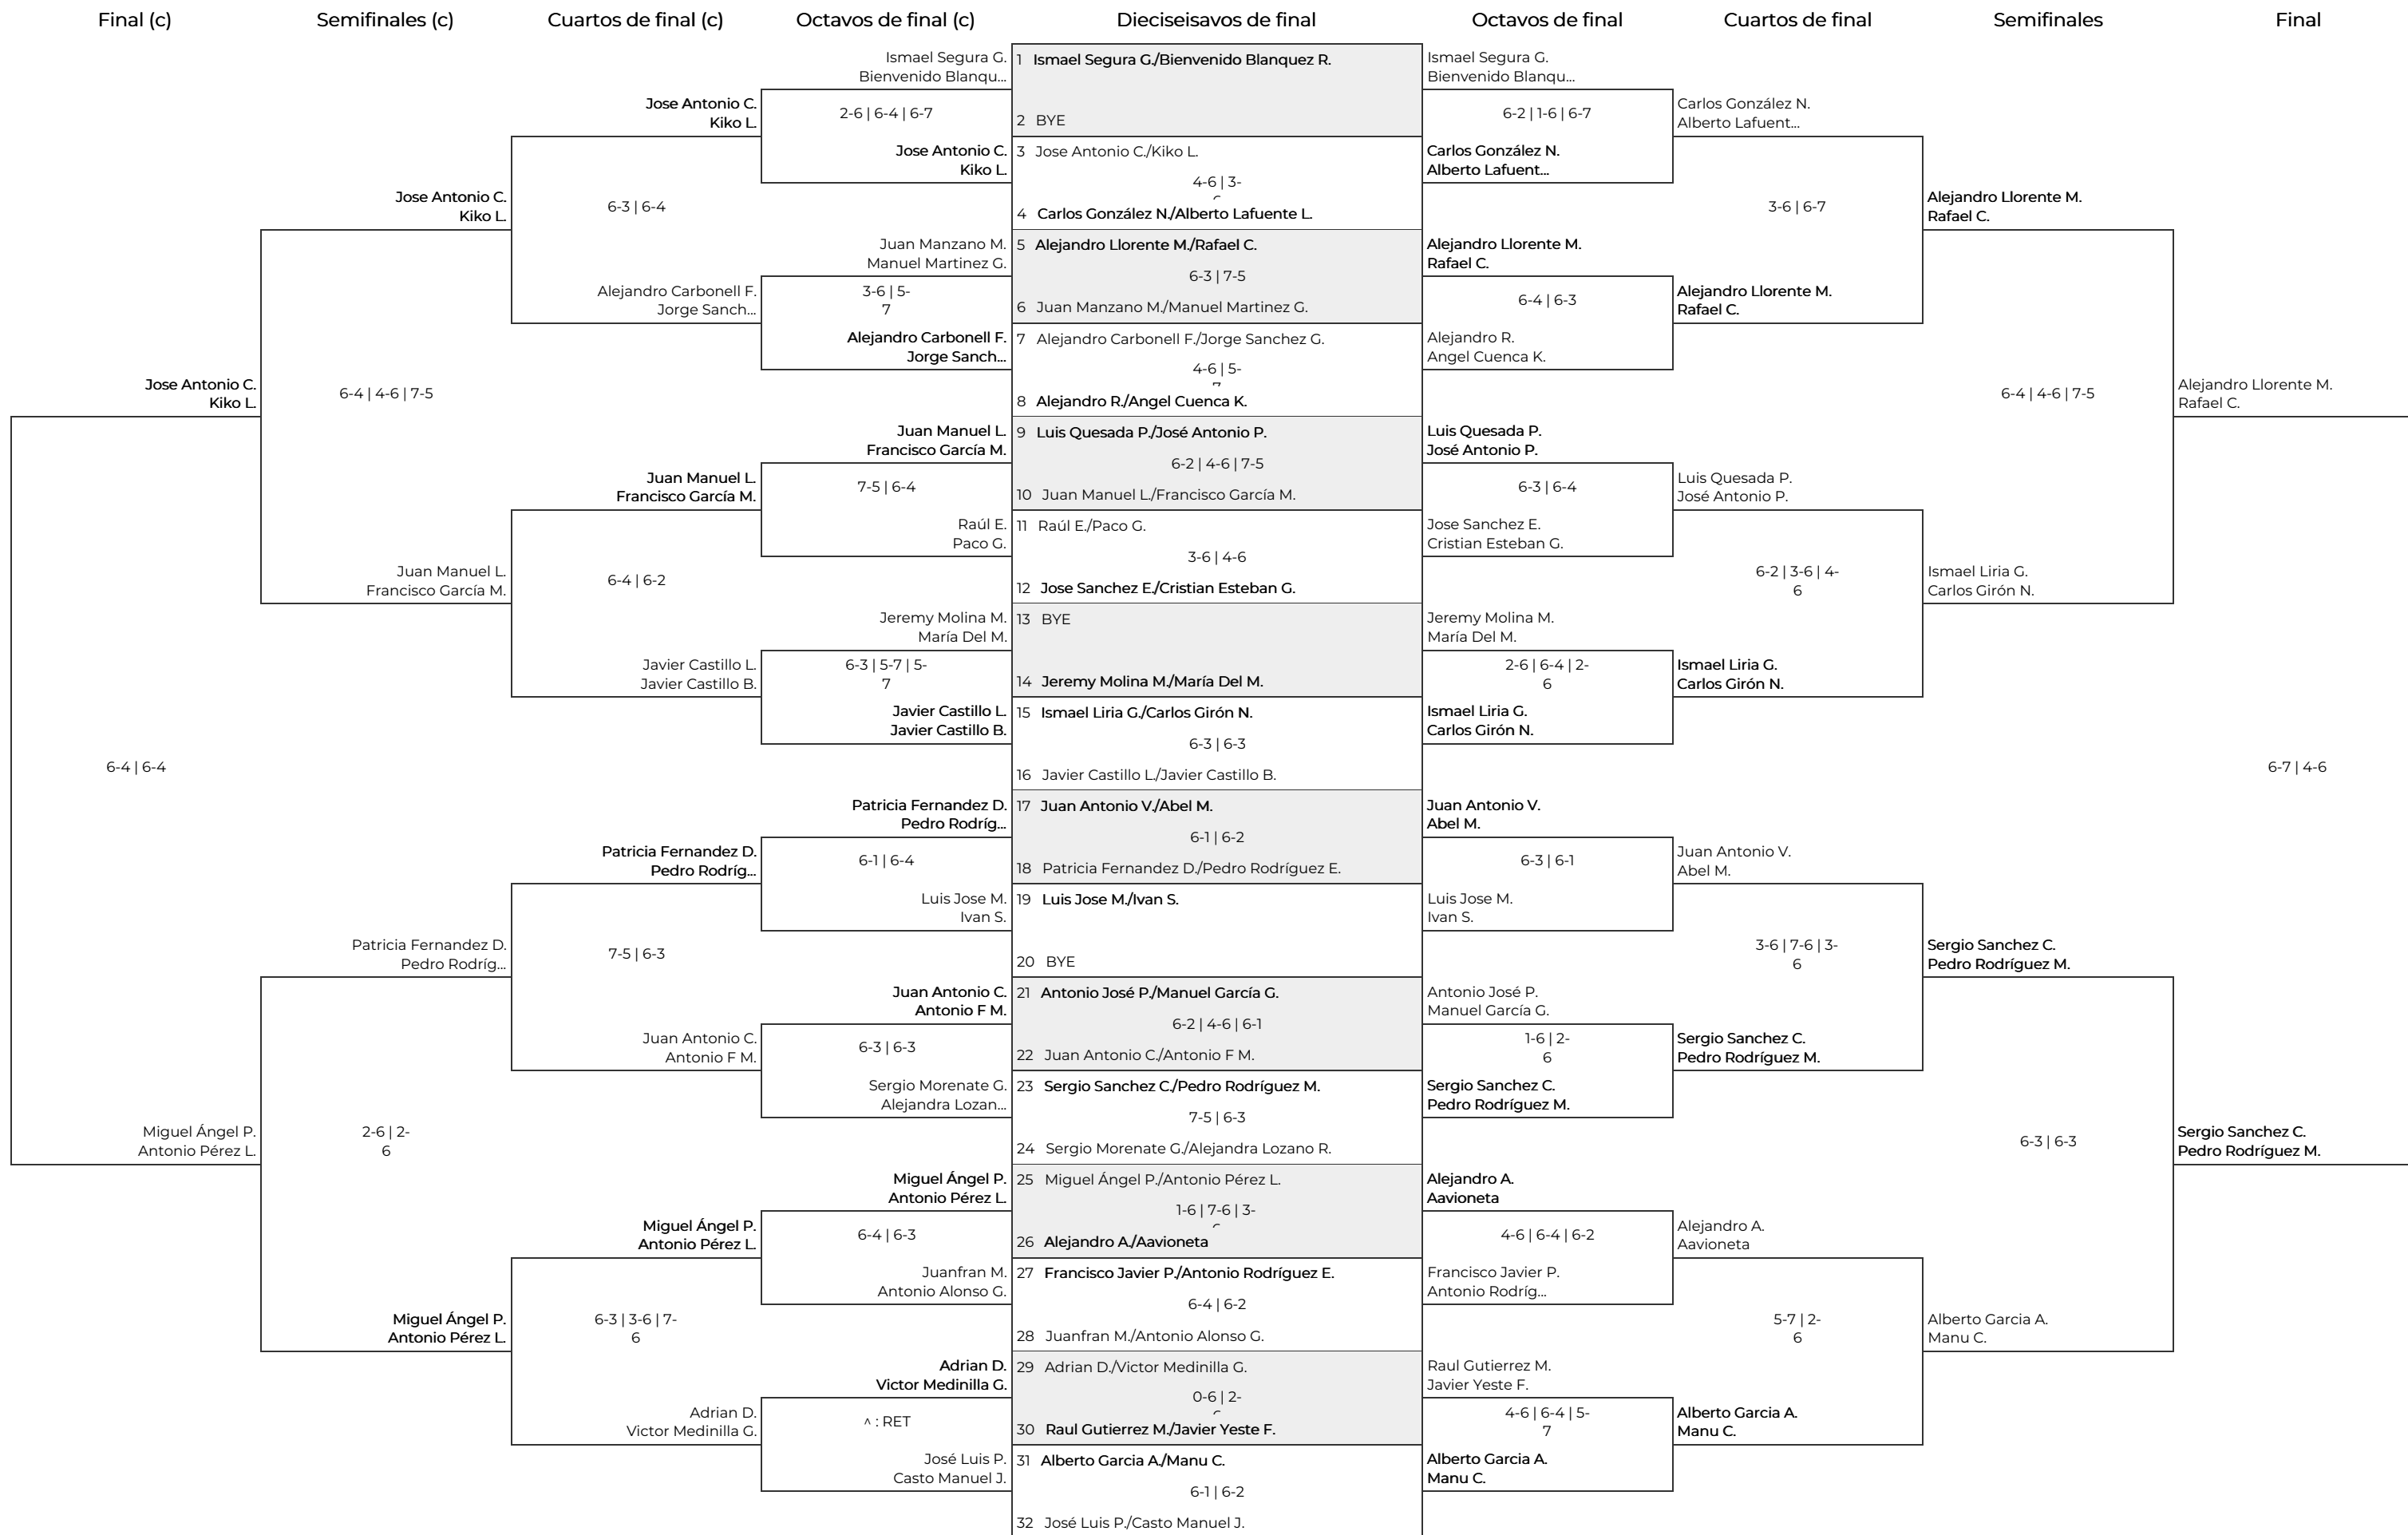 Final (c)
Semifinales (c)
Cuartos de final (c)
Octavos de final (c)
Dieciseisavos de final
Octavos de final
Cuartos de final
Semifinales
Final
Jose Antonio C.
Kiko L.
6-4 | 6-4
Miguel Ángel P.
Antonio Pérez L.
Jose Antonio C.
Kiko L.
6-4 | 4-6 | 7-5
Juan Manuel L.
Francisco García M.
Patricia Fernandez D.
Pedro Rodríg...
2-6 | 2-
6
Miguel Ángel P.
Antonio Pérez L.
Jose Antonio C.
Kiko L.
6-3 | 6-4
Alejandro Carbonell F.
Jorge Sanch...
Juan Manuel L.
Francisco García M.
6-4 | 6-2
Javier Castillo L.
Javier Castillo B.
Patricia Fernandez D.
Pedro Rodríg...
7-5 | 6-3
Juan Antonio C.
Antonio F M.
Miguel Ángel P.
Antonio Pérez L.
6-3 | 3-6 | 7-
6
Adrian D.
Victor Medinilla G.
Ismael Segura G.
Bienvenido Blanqu...
2-6 | 6-4 | 6-7
Jose Antonio C.
Kiko L.
Juan Manzano M.
Manuel Martinez G.
3-6 | 5-
7
Alejandro Carbonell F.
Jorge Sanch...
Juan Manuel L.
Francisco García M.
7-5 | 6-4
Raúl E.
Paco G.
Jeremy Molina M.
María Del M.
6-3 | 5-7 | 5-
7
Javier Castillo L.
Javier Castillo B.
Patricia Fernandez D.
Pedro Rodríg...
6-1 | 6-4
Luis Jose M.
Ivan S.
Juan Antonio C.
Antonio F M.
6-3 | 6-3
Sergio Morenate G.
Alejandra Lozan...
Miguel Ángel P.
Antonio Pérez L.
6-4 | 6-3
Juanfran M.
Antonio Alonso G.
Adrian D.
Victor Medinilla G.
^ : RET
José Luis P.
Casto Manuel J.
1 Ismael Segura G./Bienvenido Blanquez R.
2 BYE
3 Jose Antonio C./Kiko L.
4-6 | 3-
4 Carlos González N./Alberto Lafuente L.
5 Alejandro Llorente M./Rafael C.
6-3 | 7-5
6 Juan Manzano M./Manuel Martinez G.
7 Alejandro Carbonell F./Jorge Sanchez G.
4-6 | 5-
8 Alejandro R./Angel Cuenca K.
9 Luis Quesada P./José Antonio P.
6-2 | 4-6 | 7-5
10 Juan Manuel L./Francisco García M.
11 Raúl E./Paco G.
3-6 | 4-6
12 Jose Sanchez E./Cristian Esteban G.
13 BYE
14 Jeremy Molina M./María Del M.
15 Ismael Liria G./Carlos Girón N.
6-3 | 6-3
16 Javier Castillo L./Javier Castillo B.
17 Juan Antonio V./Abel M.
6-1 | 6-2
18 Patricia Fernandez D./Pedro Rodríguez E.
19 Luis Jose M./Ivan S.
20 BYE
21 Antonio José P./Manuel García G.
6-2 | 4-6 | 6-1
22 Juan Antonio C./Antonio F M.
23 Sergio Sanchez C./Pedro Rodríguez M.
7-5 | 6-3
24 Sergio Morenate G./Alejandra Lozano R.
25 Miguel Ángel P./Antonio Pérez L.
1-6 | 7-6 | 3-
26 Alejandro A./Aavioneta
27 Francisco Javier P./Antonio Rodríguez E.
6-4 | 6-2
28 Juanfran M./Antonio Alonso G.
29 Adrian D./Victor Medinilla G.
0-6 | 2-
30 Raul Gutierrez M./Javier Yeste F.
31 Alberto Garcia A./Manu C.
6-1 | 6-2
32 José Luis P./Casto Manuel J.
Ismael Segura G.
Bienvenido Blanqu...
6-2 | 1-6 | 6-7
Carlos González N.
Alberto Lafuent...
Alejandro Llorente M.
Rafael C.
6-4 | 6-3
Alejandro R.
Angel Cuenca K.
Luis Quesada P.
José Antonio P.
6-3 | 6-4
Jose Sanchez E.
Cristian Esteban G.
Jeremy Molina M.
María Del M.
2-6 | 6-4 | 2-
6
Ismael Liria G.
Carlos Girón N.
Juan Antonio V.
Abel M.
6-3 | 6-1
Luis Jose M.
Ivan S.
Antonio José P.
Manuel García G.
1-6 | 2-
6
Sergio Sanchez C.
Pedro Rodríguez M.
Alejandro A.
Aavioneta
4-6 | 6-4 | 6-2
Francisco Javier P.
Antonio Rodríg...
Raul Gutierrez M.
Javier Yeste F.
4-6 | 6-4 | 5-
7
Alberto Garcia A.
Manu C.
Carlos González N.
Alberto Lafuent...
3-6 | 6-7
Alejandro Llorente M.
Rafael C.
Luis Quesada P.
José Antonio P.
6-2 | 3-6 | 4-
6
Ismael Liria G.
Carlos Girón N.
Juan Antonio V.
Abel M.
3-6 | 7-6 | 3-
6
Sergio Sanchez C.
Pedro Rodríguez M.
Alejandro A.
Aavioneta
5-7 | 2-
6
Alberto Garcia A.
Manu C.
Alejandro Llorente M.
Rafael C.
6-4 | 4-6 | 7-5
Ismael Liria G.
Carlos Girón N.
Sergio Sanchez C.
Pedro Rodríguez M.
6-3 | 6-3
Alberto Garcia A.
Manu C.
Alejandro Llorente M.
Rafael C.
6-7 | 4-6
Sergio Sanchez C.
Pedro Rodríguez M.